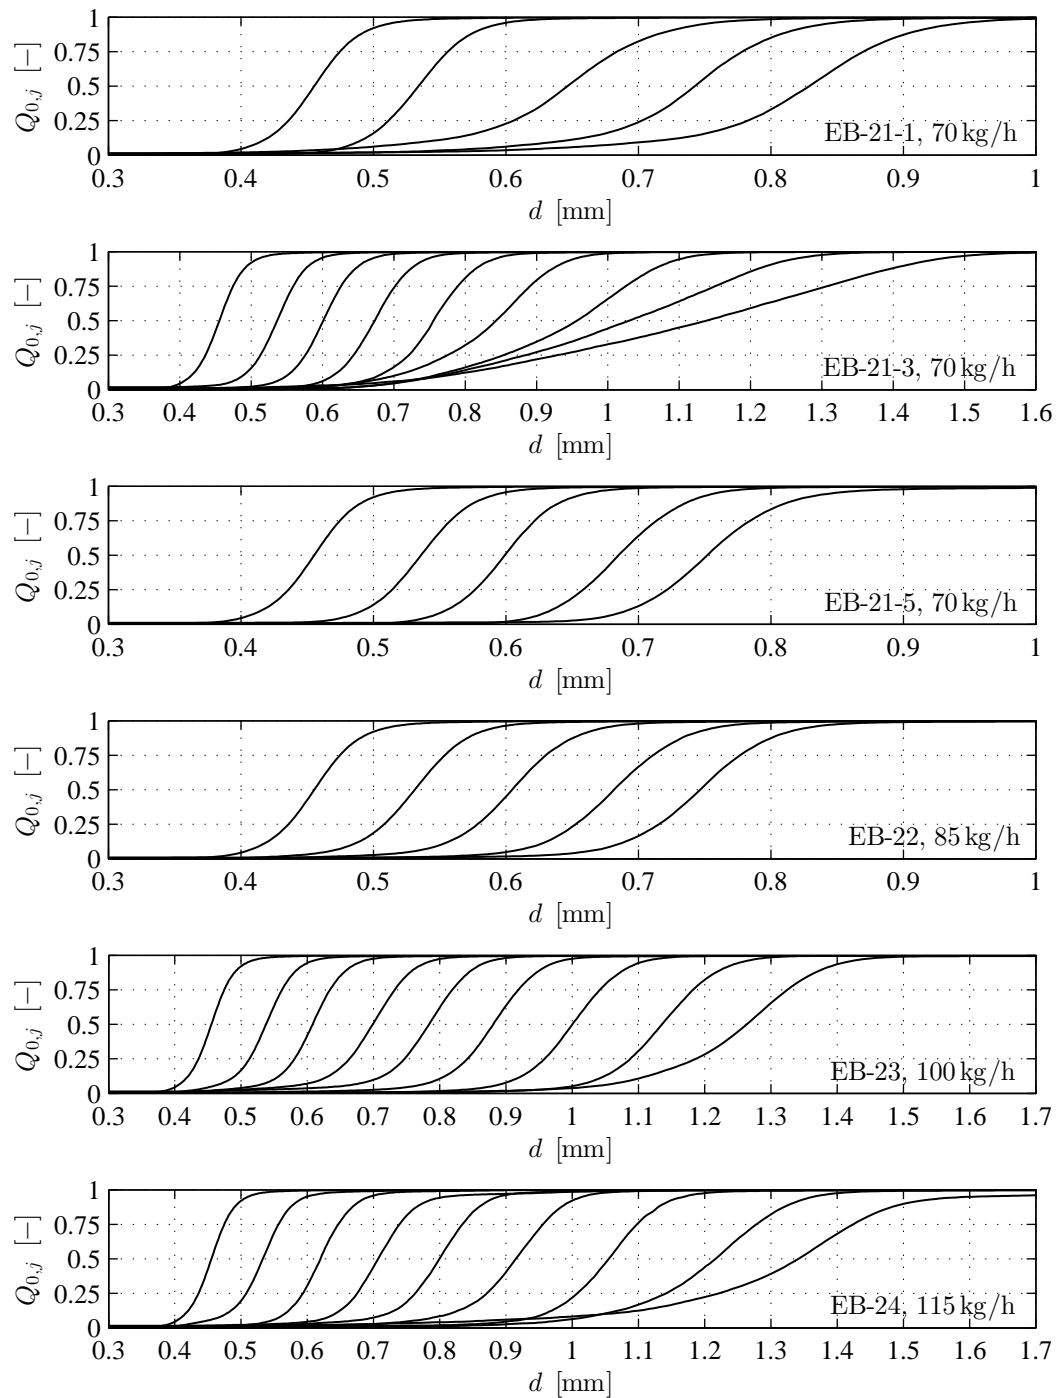 1
0.75
0.5
0.25
0
Q0,j [−]
EB-21-1, 70 kg/h
0.3 0.4 0.5 0.6 0.7 0.8 0.9 1
d [mm]
1
0.75
0.5
0.25
0
Q0,j [−]
EB-21-3, 70 kg/h
0.3 0.4 0.5 0.6 0.7 0.8 0.9 1 1.1 1.2 1.3 1.4 1.5 1.6
d [mm]
1
0.75
0.5
0.25
0
Q0,j [−]
EB-21-5, 70 kg/h
0.3 0.4 0.5 0.6 0.7 0.8 0.9 1
d [mm]
1
0.75
0.5
0.25
0
Q0,j [−]
EB-22, 85 kg/h
0.3 0.4 0.5 0.6 0.7 0.8 0.9 1
d [mm]
1
0.75
0.5
0.25
0
Q0,j [−]
EB-23, 100 kg/h
0.3 0.4 0.5 0.6 0.7 0.8 0.9 1 1.1 1.2 1.3 1.4 1.5 1.6 1.7
d [mm]
1
0.75
0.5
0.25
0
Q0,j [−]
EB-24, 115 kg/h
0.3 0.4 0.5 0.6 0.7 0.8 0.9 1 1.1 1.2 1.3 1.4 1.5 1.6 1.7
d [mm]